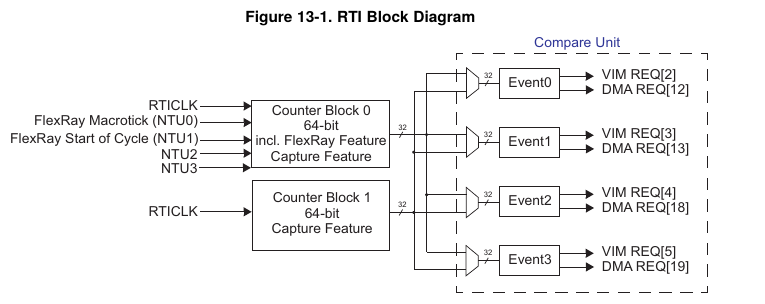 Figure 13-1. RTI Block Diagram
Compare Unit
RTICLK
FlexRay Macrotick (NTU0)
FlexRay Start of Cycle (NTU1)
NTU2
NTU3
Counter Block 0
64-bit
incl. FlexRay Feature
Capture Feature
32
RTICLK
Counter Block 1
64-bit
Capture Feature
32
32
Event0
VIM REQ[2]
DMA REQ[12]
32
Event1
VIM REQ[3]
DMA REQ[13]
32
Event2
VIM REQ[4]
DMA REQ[18]
32
Event3
VIM REQ[5]
DMA REQ[19]